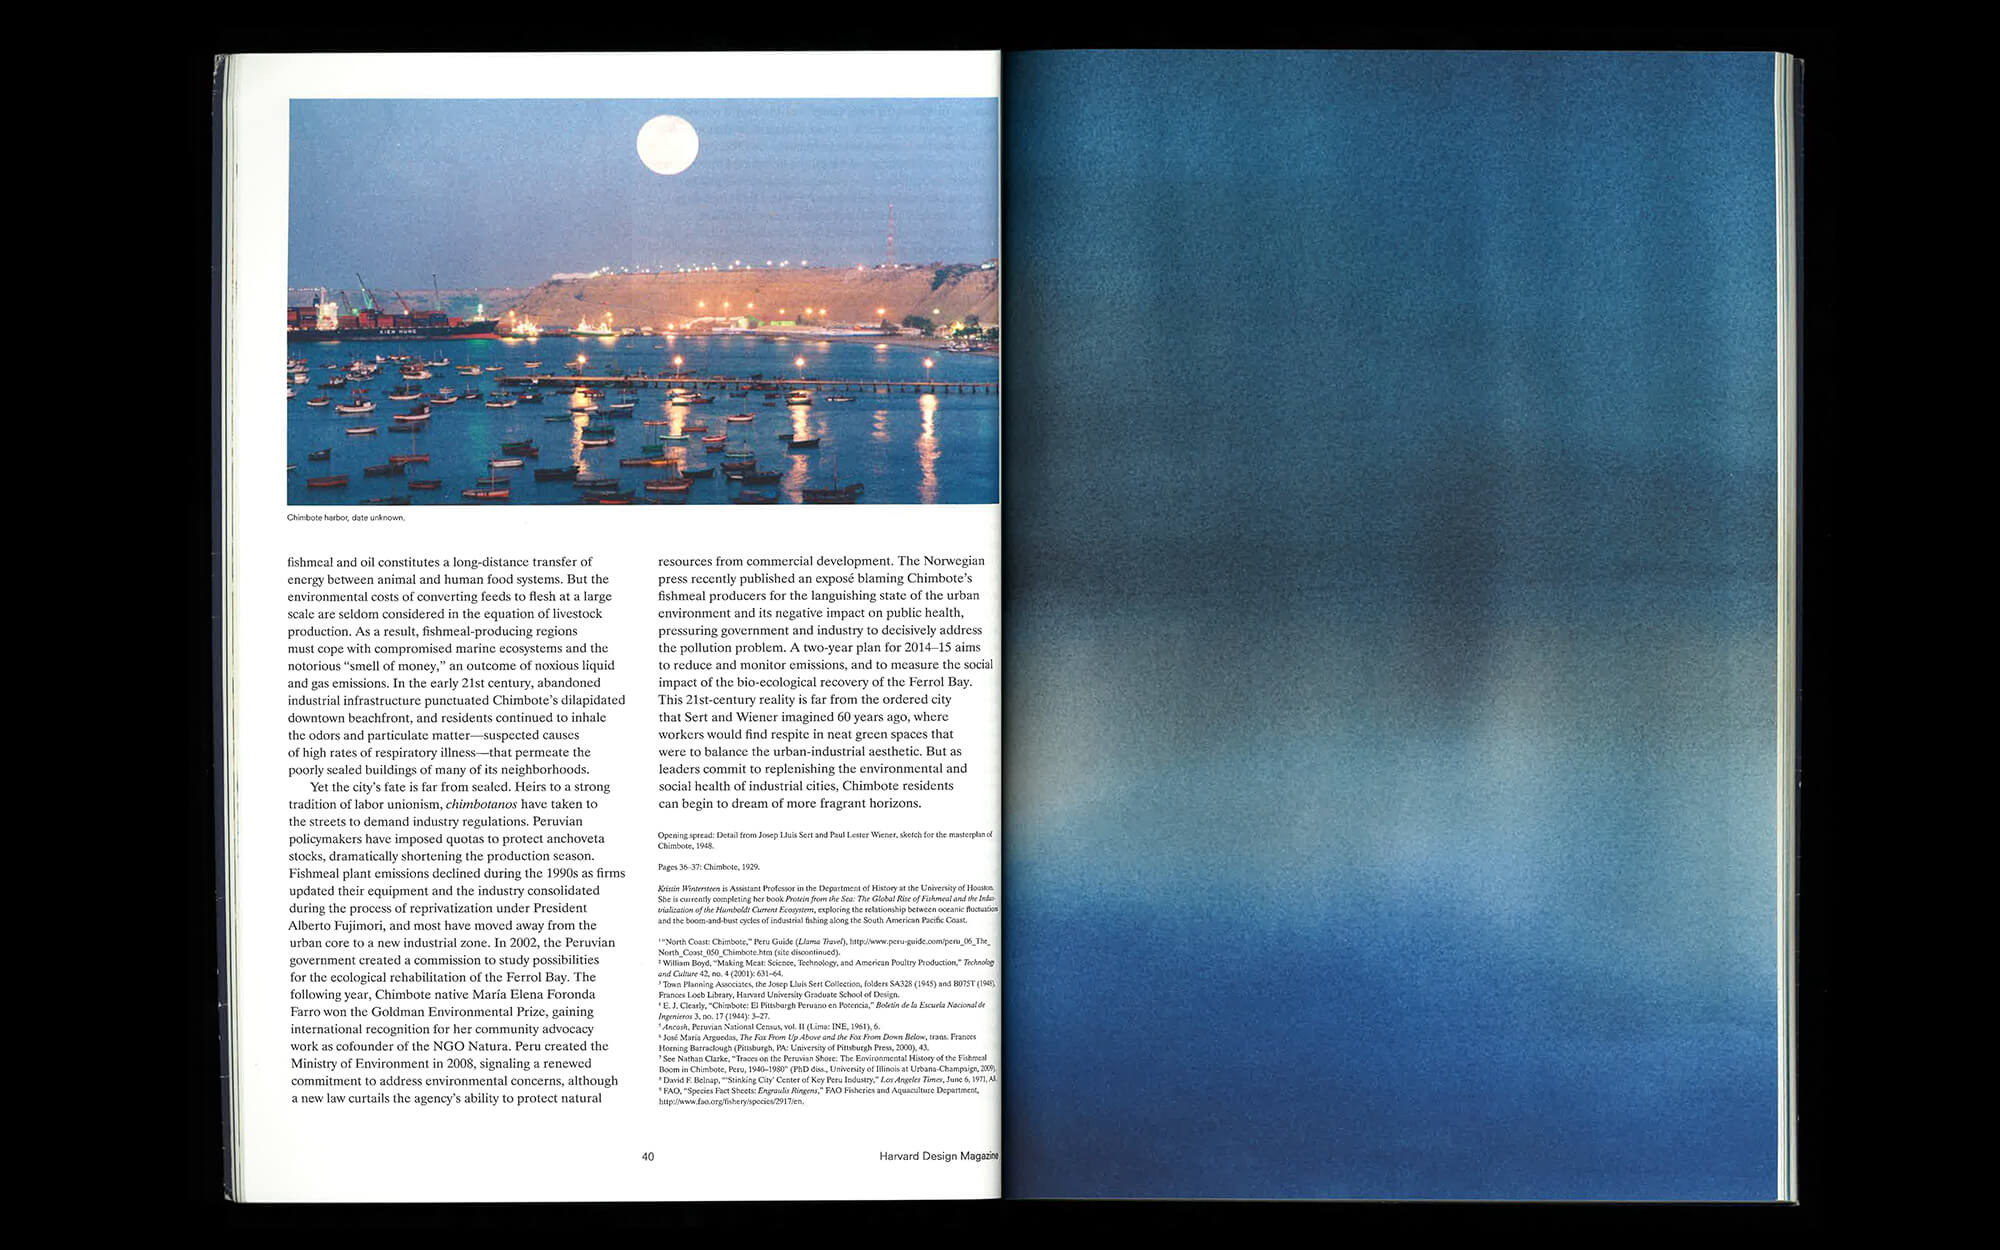 XIEN HUNG
Chimbote harbor, date unknown.
fishmeal and oil constitutes a long-distance transfer of
energy between animal and human food systems. But the
environmental costs of converting feeds to flesh at a large
scale are seldom considered in the equation of livestock
production. As a result, fishmeal-producing regions
must cope with compromised marine ecosystems and the
notorious “smell of money,” an outcome of noxious liquid
and gas emissions. In the early 21st century, abandoned
industrial infrastructure punctuated Chimbote’s dilapidated
downtown beachfront, and residents continued to inhale
the odors and particulate matter—suspected causes
of high rates of respiratory illness—that permeate the
poorly sealed buildings of many of its neighborhoods.
Yet the city’s fate is far from sealed. Heirs to a strong
tradition of labor unionism, chimbotanos have taken to
the streets to demand industry regulations. Peruvian
policymakers have imposed quotas to protect anchoveta
stocks, dramatically shortening the production season.
Fishmeal plant emissions declined during the 1990s as firms
updated their equipment and the industry consolidated
during the process of reprivatization under President
Alberto Fujimori, and most have moved away from the
urban core to a new industrial zone. In 2002, the Peruvian
government created a commission to study possibilities
for the ecological rehabilitation of the Ferrol Bay. The
following year, Chimbote native María Elena Foronda
Farro won the Goldman Environmental Prize, gaining
international recognition for her community advocacy
work as cofounder of the NGO Natura. Peru created the
Ministry of Environment in 2008, signaling a renewed
commitment to address environmental concerns, although
a new law curtails the agency’s ability to protect natural
resources from commercial development. The Norwegian
press recently published an exposé blaming Chimbote’s
fishmeal producers for the languishing state of the urban
environment and its negative impact on public health,
pressuring government and industry to decisively address
the pollution problem. A two-year plan for 2014–15 aims
to reduce and monitor emissions, and to measure the social
impact of the bio-ecological recovery of the Ferrol Bay.
This 21st-century reality is far from the ordered city
that Sert and Wiener imagined 60 years ago, where
workers would find respite in neat green spaces that
were to balance the urban-industrial aesthetic. But as
leaders commit to replenishing the environmental and
social health of industrial cities, Chimbote residents
can begin to dream of more fragrant horizons.
Opening spread: Detail from Josep Lluis Sert and Paul Lester Wiener, sketch for the masterplan of
Chimbote, 1948.
Pages 36–37: Chimbote, 1929.
Kristin Wintersteen is Assistant Professor in the Department of History at the University of Houston.
She is currently completing her book Protein from the Sea: The Global Rise of Fishmeal and the Indus-
trialization of the Humboldt Current Ecosystem, exploring the relationship between oceanic fluctuation
and the boom-and-bust cycles of industrial fishing along the South American Pacific Coast.
1 “North Coast: Chimbote,” Peru Guide (Llama Travel), http://www.peru-guide.com/peru_06_The_
North_Coast_050_Chimbote.htm (site discontinued).
2 William Boyd, “Making Meat: Science, Technology, and American Poultry Production,” Technology
and Culture 42, no. 4 (2001): 631–64.
3 Town Planning Associates, the Josep Lluis Sert Collection, folders SA328 (1945) and B075T (1948),
Frances Loeb Library, Harvard University Graduate School of Design.
4 E. J. Clearly, “Chimbote: El Pittsburgh Peruano en Potencia,” Boletín de la Escuela Nacional de
Ingenieros 3, no. 17 (1944): 3–27.
5 Ancash, Peruvian National Census, vol. II (Lima: INE, 1961), 6.
6 José María Arguedas, The Fox From Up Above and the Fox From Down Below, trans. Frances
Horning Barraclough (Pittsburgh, PA: University of Pittsburgh Press, 2000), 43.
7 See Nathan Clarke, “Traces on the Peruvian Shore: The Environmental History of the Fishmeal
Boom in Chimbote, Peru, 1940–1980” (PhD diss., University of Illinois at Urbana-Champaign, 2009).
8 David F. Belnap, “‘Stinking City’ Center of Key Peru Industry,” Los Angeles Times, June 6, 1971, A1.
9 FAO, “Species Fact Sheets: Engraulis Ringens,” FAO Fisheries and Aquaculture Department,
http://www.fao.org/fishery/species/2917/en.
40
Harvard Design Magazine